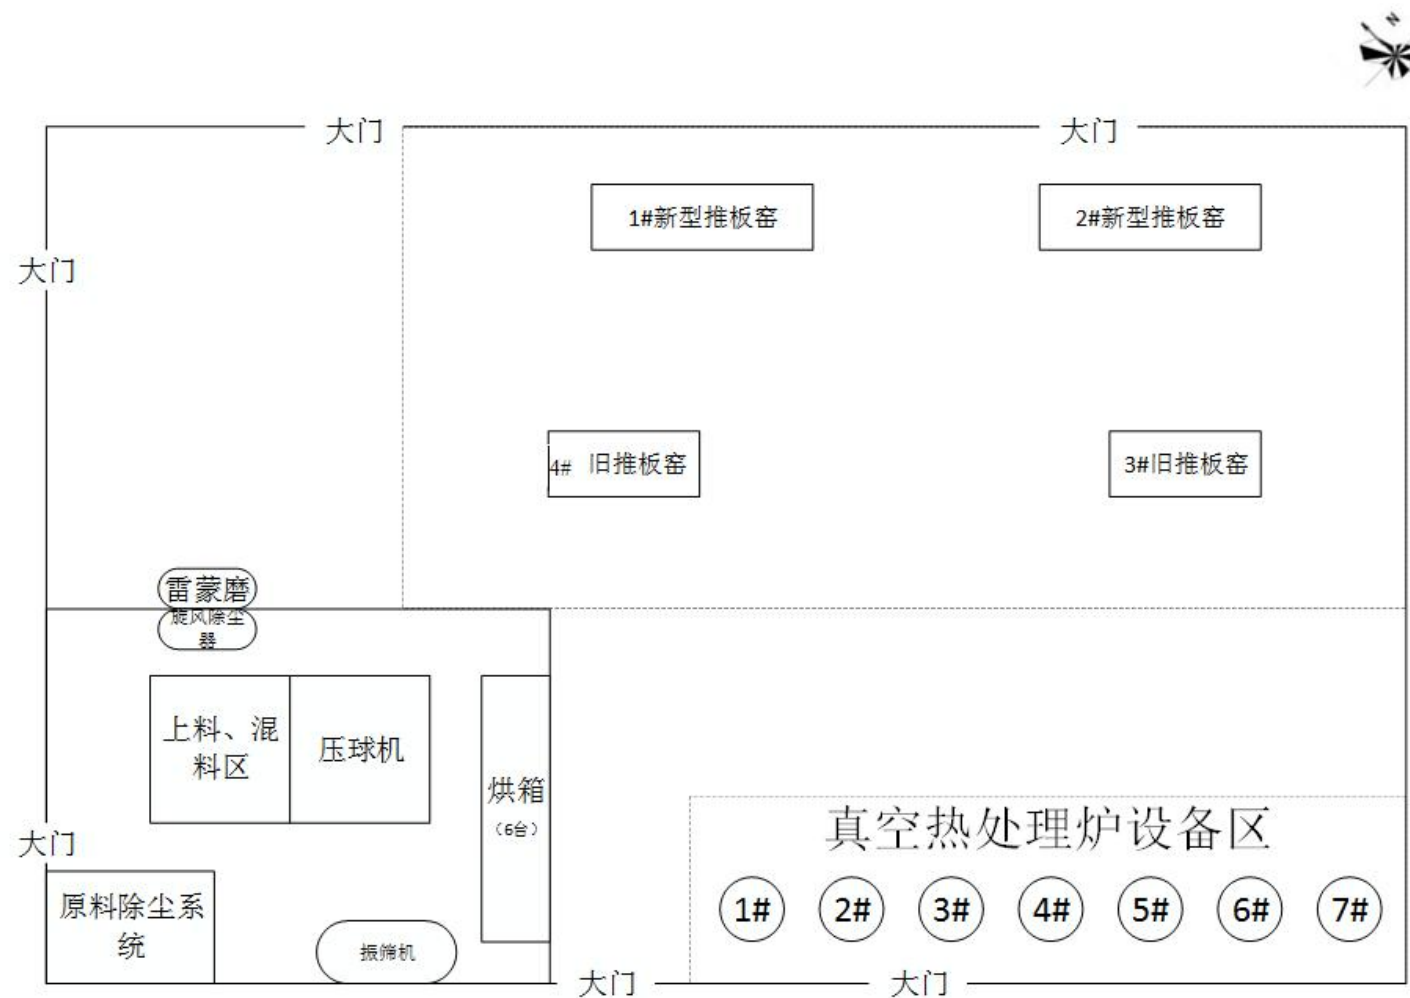 N
大门
大门
1#新型推板窑
2#新型推板窑
大门
4# 旧推板窑
3#旧推板窑
雷蒙磨
旋风除尘
器
上料、混
料区
压球机
烘箱
（6台）
真空热处理炉设备区
大门
原料除尘系
统
振筛机
1#
2#
3#
4#
5#
6#
7#
大门
大门